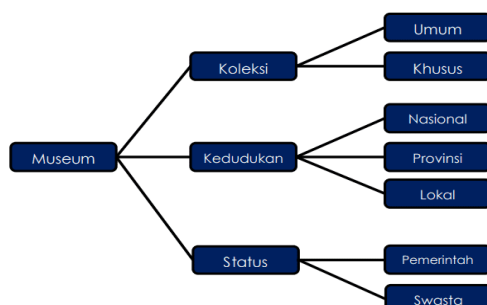 Museum
Koleksi
Umum
Khusus
Kedudukan
Nasional
Provinsi
Lokal
Status
Pemerintah
Swasta